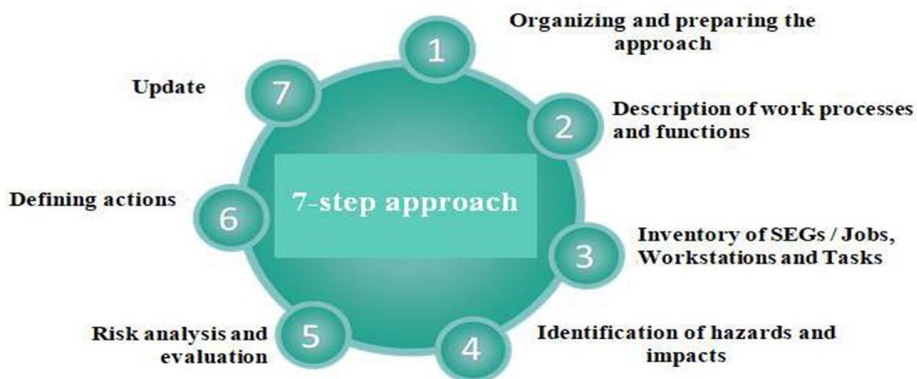 1
Organizing and preparing the
approach
2
Description of work processes
and functions
3
Inventory of SEGs / Jobs,
Workstations and Tasks
4
Identification of hazards and
impacts
5
Risk analysis and
evaluation
6
Defining actions
7
Update
7-step approach